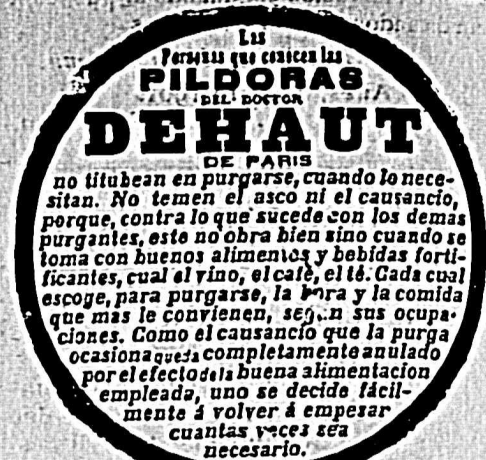 Las
Personas que conocen las
PILDORAS
DEL DOCTOR
DEHAUT
DE PARIS
no titubean en purgarse, cuando lo nece-
sitan. No temen el asco ni el causancio,
porque, contra lo que sucede con los demas
purgantes, este no obra bien sino cuando se
toma con buenos alimentos y bebidas forti-
ficantes, cual el vino, el café, el té. Cada cual
escoge, para purgarse, la hora y la comida
que mas le convienen, segun sus ocupa-
ciones. Como el causancio que la purga
ocasiona queda completamente anulado
por el efecto de la buena alimentacion
empleada, uno se decide fácil-
mente á volver á empesar
cuantas veces sea
necesario.